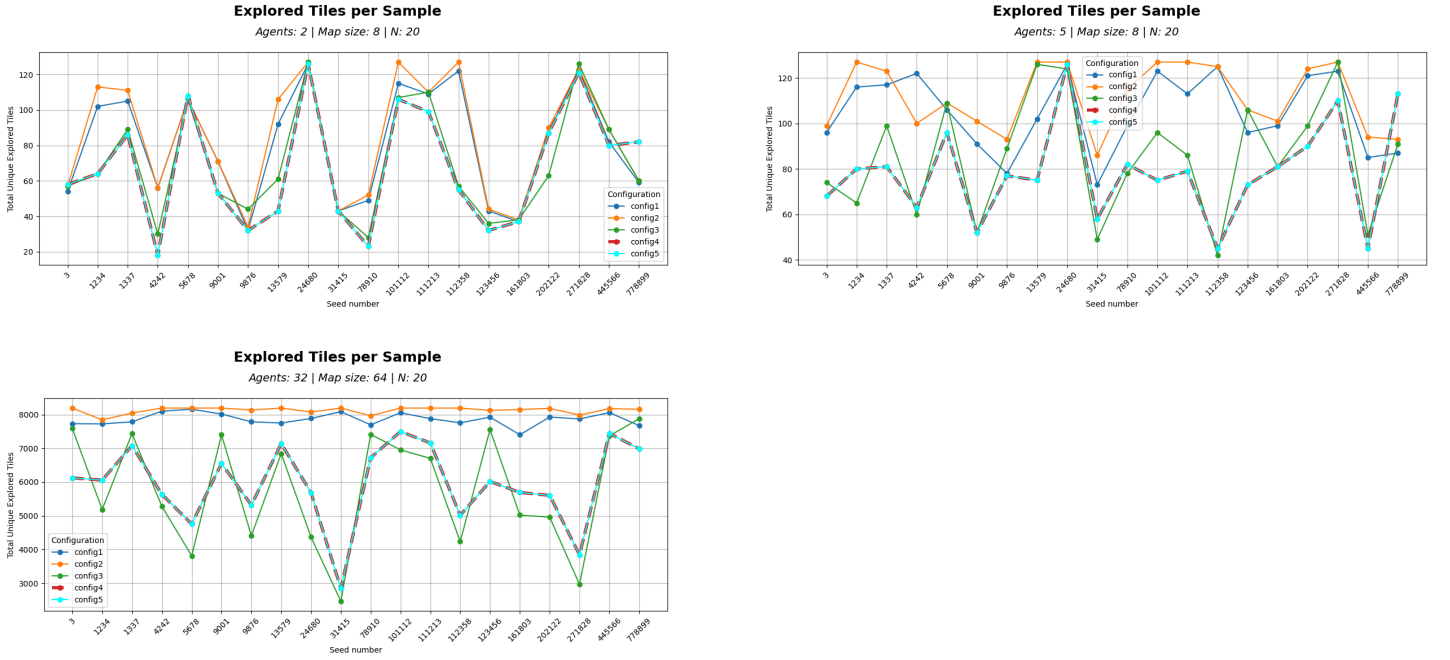 Explored Tiles per Sample
Agents: 2 | Map size: 8 | N: 20
Total Unique Explored Tiles
120
100
80
60
40
20
Configuration
config1
config2
config3
config4
config5
3
1234
1337
4242
5678
9001
9876
13579
24680
31415
78910
101112
111213
112358
123456
161803
202122
271828
445566
778899
Seed number
Explored Tiles per Sample
Agents: 5 | Map size: 8 | N: 20
Total Unique Explored Tiles
120
100
80
60
40
Configuration
config1
config2
config3
config4
config5
3
1234
1337
4242
5678
9001
9876
13579
24680
31415
78910
101112
111213
112358
123456
161803
202122
271828
445566
778899
Seed number
Explored Tiles per Sample
Agents: 32 | Map size: 64 | N: 20
Total Unique Explored Tiles
8000
7000
6000
5000
4000
3000
Configuration
config1
config2
config3
config4
config5
3
1234
1337
4242
5678
9001
9876
13579
24680
31415
78910
101112
111213
112358
123456
161803
202122
271828
445566
778899
Seed number